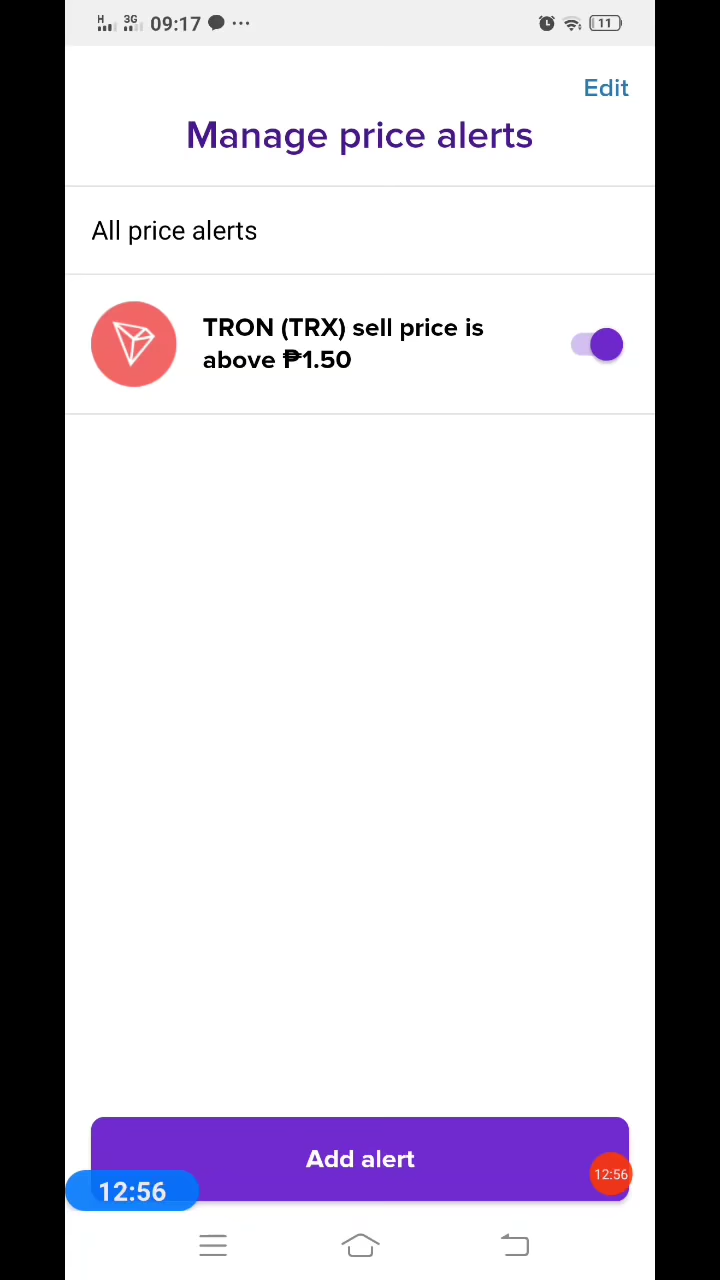 H 3G 09:17 ... 11
Edit
Manage price alerts
All price alerts
TRON (TRX) sell price is
above ₱1.50
Add alert
12:56
12:56